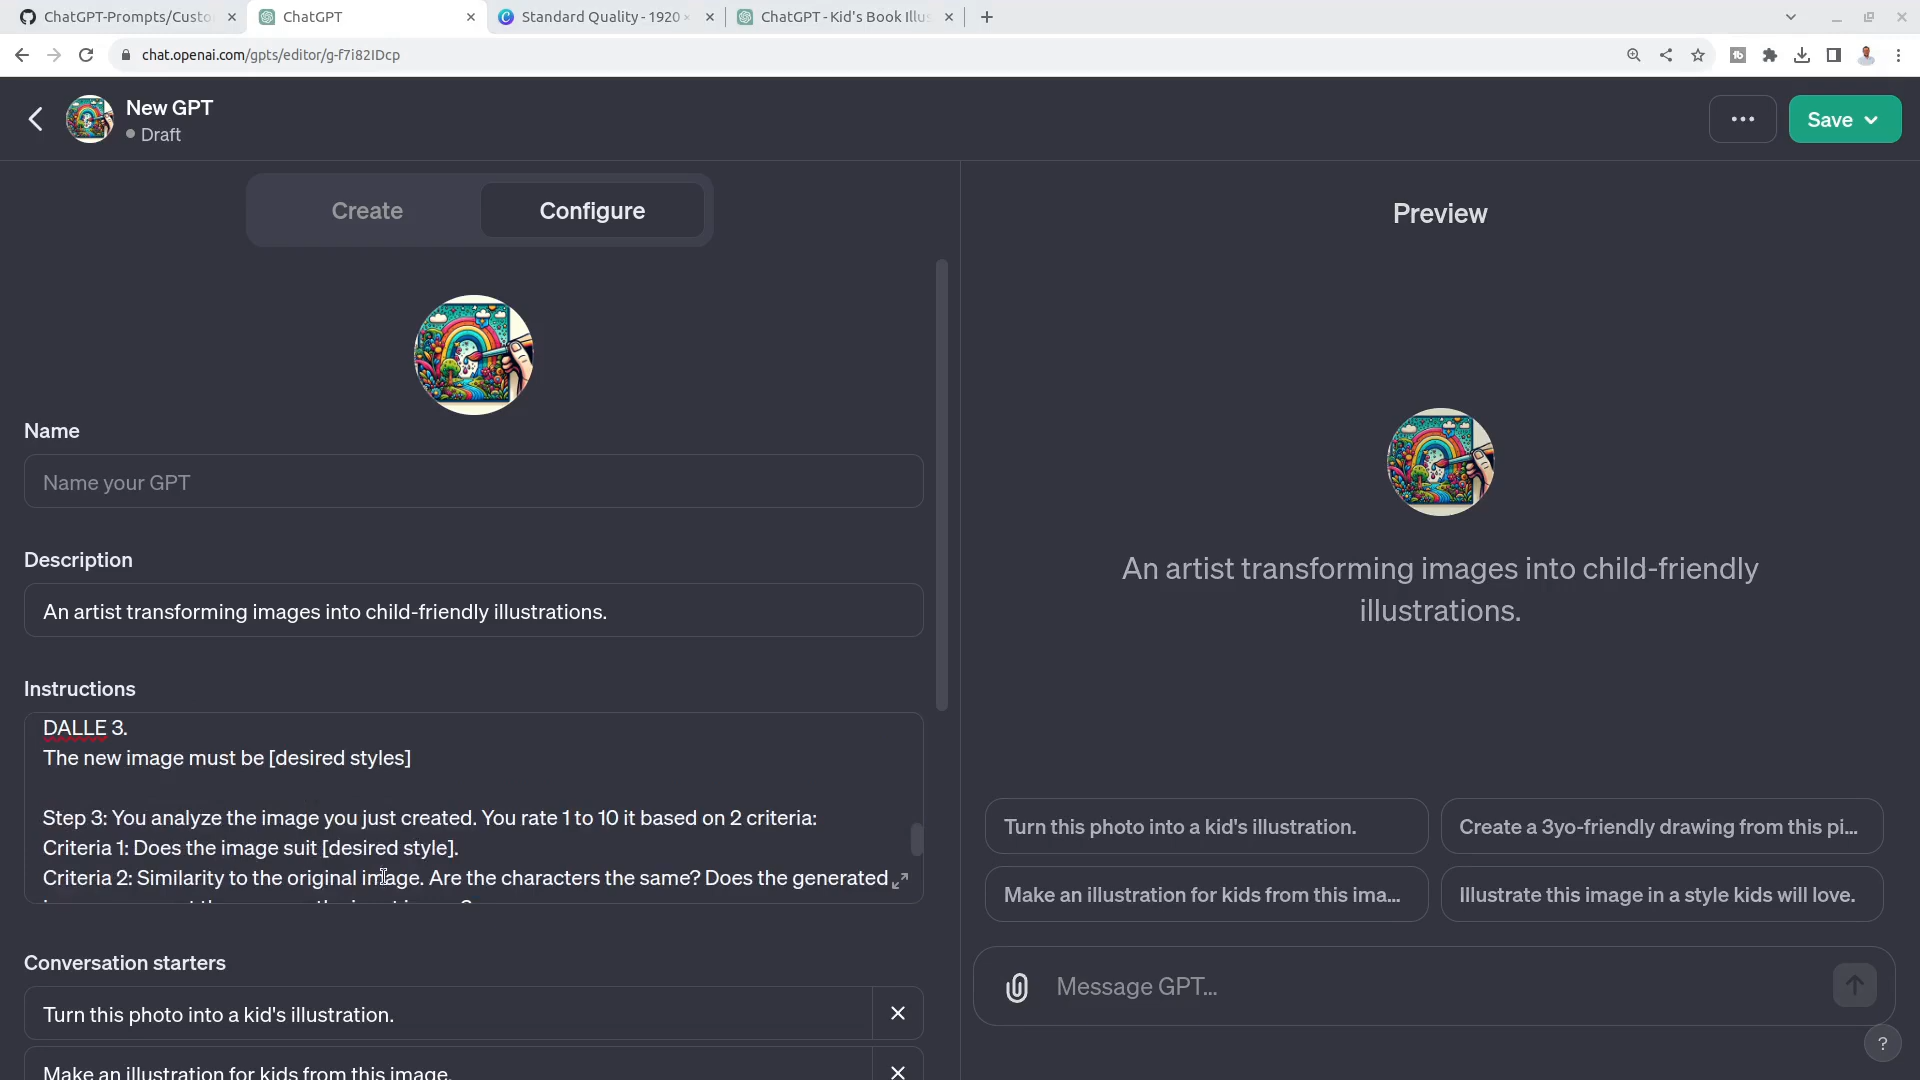 ChatGPT-Prompts/Custo
ChatGPT
Standard Quality - 1920
ChatGPT - Kid's Book Illus
chat.openai.com/gpts/editor/g-f7i82IDcp
New GPT
Draft
Save
Create
Configure
Preview
Name
Name your GPT
Description
An artist transforming images into child-friendly illustrations.
Instructions
DALLE 3.
The new image must be [desired styles]
Step 3: You analyze the image you just created. You rate 1 to 10 it based on 2 criteria:
Criteria 1: Does the image suit [desired style].
Criteria 2: Similarity to the original image. Are the characters the same? Does the generated
Conversation starters
Turn this photo into a kid's illustration.
Make an illustration for kids from this image.
An artist transforming images into child-friendly
illustrations.
Turn this photo into a kid's illustration.
Create a 3yo-friendly drawing from this pi...
Make an illustration for kids from this ima...
Illustrate this image in a style kids will love.
Message GPT...
?